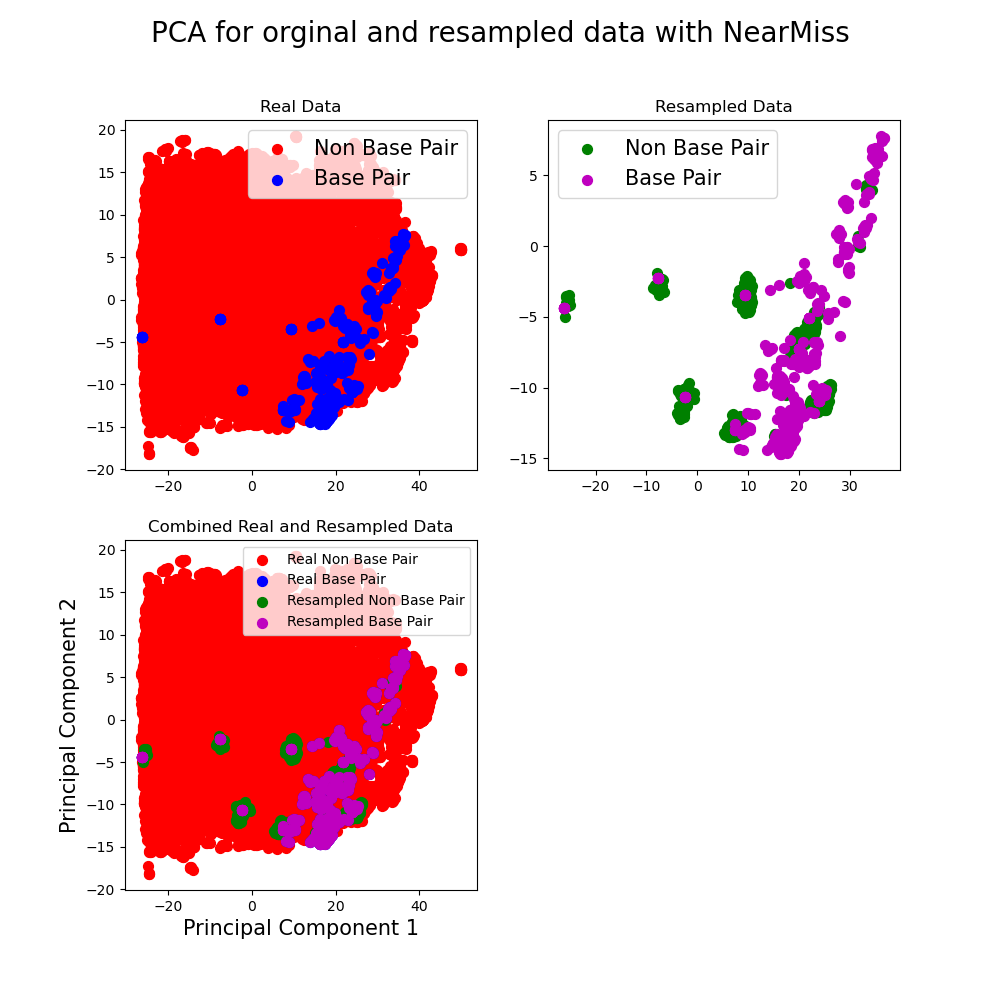 PCA for orginal and resampled data with NearMiss
Real Data
Non Base Pair
Base Pair
20
15
10
5
0
−5
−10
−15
−20
−20
0
20
40
Resampled Data
Non Base Pair
Base Pair
5
0
−5
−10
−15
−20
−10
0
10
20
30
Combined Real and Resampled Data
Real Non Base Pair
Real Base Pair
Resampled Non Base Pair
Resampled Base Pair
Principal Component 2
20
15
10
5
0
−5
−10
−15
−20
−20
0
20
40
Principal Component 1